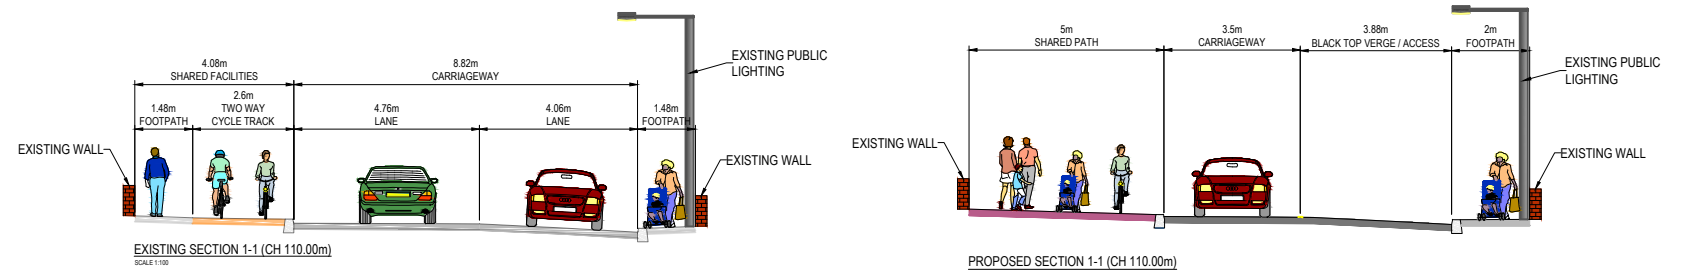 4.08m
SHARED FACILITIES
8.82m
CARRIAGEWAY
1.48m
FOOTPATH
2.6m
TWO WAY
CYCLE TRACK
4.76m
LANE
4.06m
LANE
1.48m
FOOTPATH
EXISTING PUBLIC
LIGHTING
EXISTING WALL
EXISTING WALL
EXISTING SECTION 1-1 (CH 110.00m)
SCALE 1:100
5m
SHARED PATH
3.5m
CARRIAGEWAY
3.88m
BLACK TOP VERGE / ACCESS
2m
FOOTPATH
EXISTING PUBLIC
LIGHTING
EXISTING WALL
EXISTING WALL
PROPOSED SECTION 1-1 (CH 110.00m)